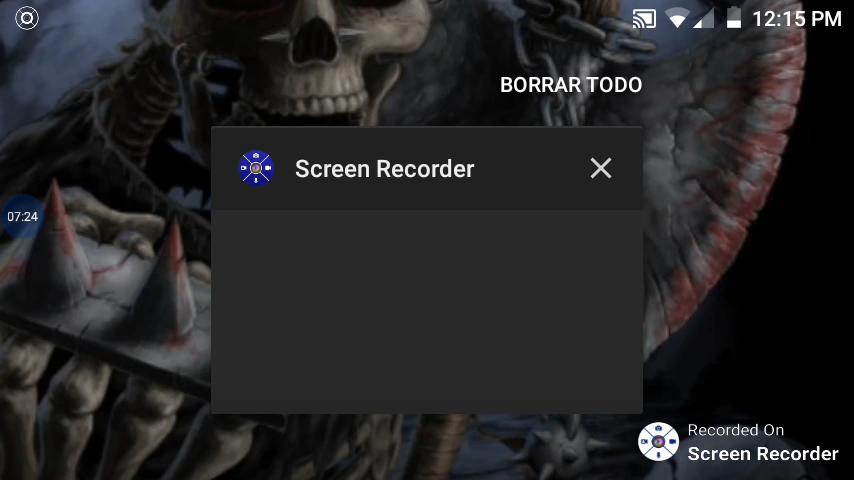 12:15 PM
BORRAR TODO
Screen Recorder
07:24
Recorded On
Screen Recorder